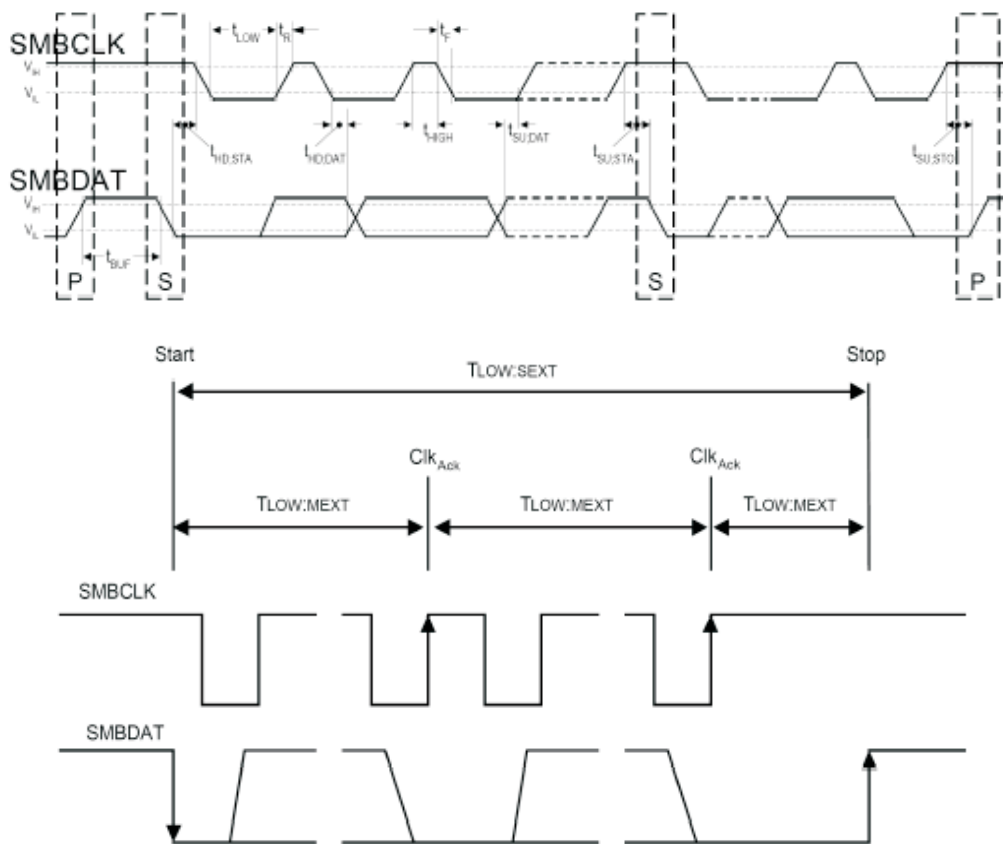 tLOW tR tF
SMBCLK
VIH
VIL
tHD;STA tHD;DAT tHIGH tSU;DAT tSU;STA tSU;STO
SMBDAT
VIH
VIL
tBUF
P S S P
Start Stop
TLOW:SEXT
ClkAck ClkAck
TLOW:MEXT TLOW:MEXT TLOW:MEXT
SMBCLK
SMBDAT